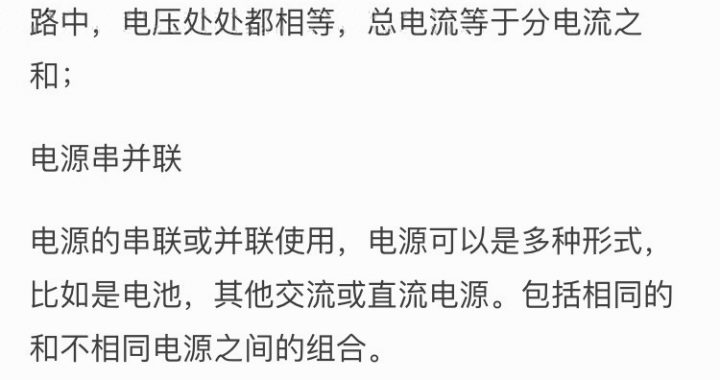 路中，电压处处都相等，总电流等于分电流之
和；
电源串并联
电源的串联或并联使用，电源可以是多种形式，
比如是电池，其他交流或直流电源。包括相同的
和不相同电源之间的组合。